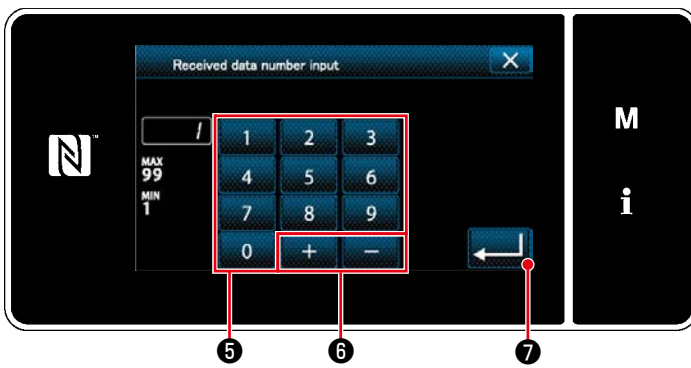 Received data number input
M
1
1 2 3
MAX
99
4 5 6
MIN
1
7 8 9
i
0 + −
❺ ❻ ❼